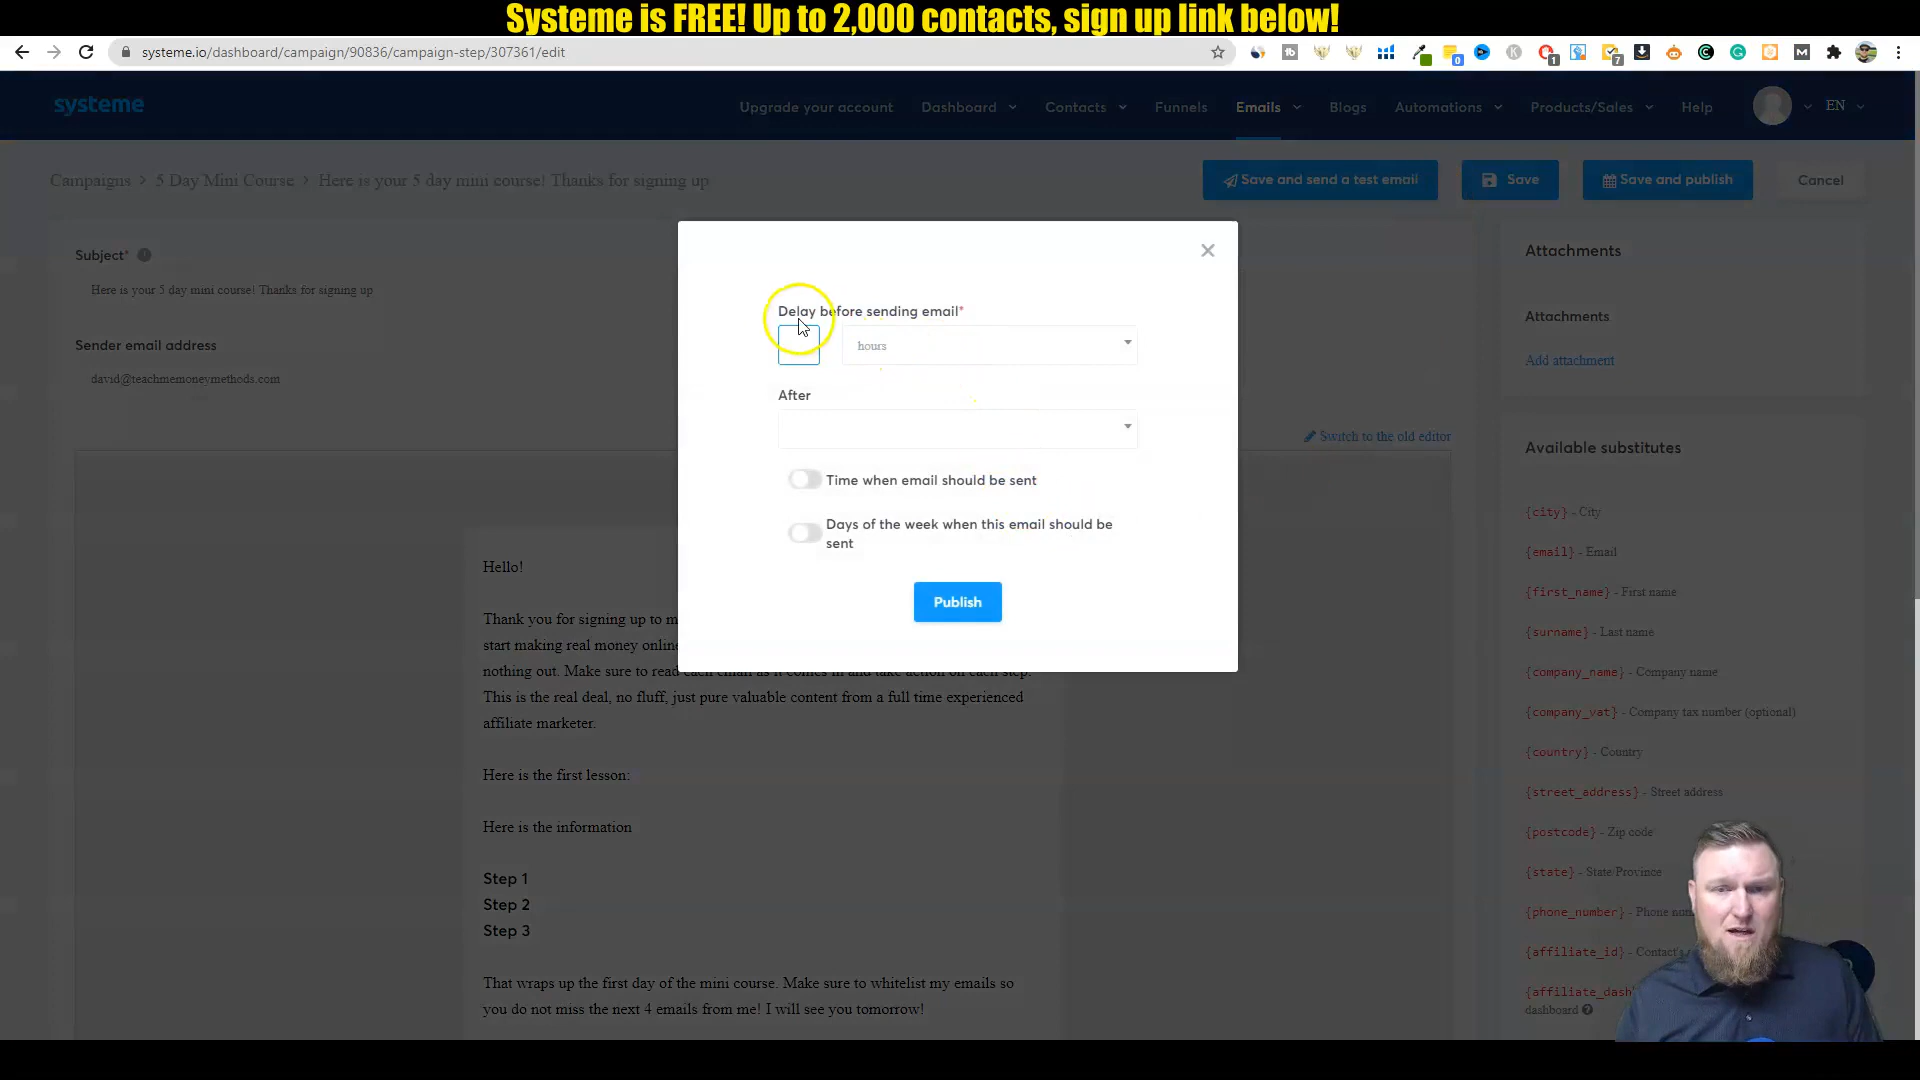 Systeme is FREE! Up to 2,000 contacts, sign up link below!
systeme.io/dashboard/campaign/90836/campaign-step/307361/edit
systeme
Upgrade your account
Dashboard
Contacts
Funnels
Emails
Blogs
Automations
Products/Sales
Help
EN
Campaigns > 5 Day Mini Course > Here is your 5 day mini course! Thanks for signing up
Save and send a test email
Save
Save and publish
Cancel
Subject*
Here is your 5 day mini course! Thanks for signing up
Sender email address
david@teachmemoneymethods.com
Switch to the old editor
Delay before sending email*
hours
After
Time when email should be sent
Days of the week when this email should be
sent
Publish
Hello!
Thank you for signing up to
start making real money online
nothing out. Make sure to read each email as it comes in and take action on each step.
This is the real deal, no fluff, just pure valuable content from a full time experienced
affiliate marketer.
Here is the first lesson:
Here is the information
Step 1
Step 2
Step 3
That wraps up the first day of the mini course. Make sure to whitelist my emails so
you do not miss the next 4 emails from me! I will see you tomorrow!
Attachments
Attachments
Add attachment
Available substitutes
{city} - City
{email} - Email
{first_name} - First name
{surname} - Last name
{company_name} - Company name
{company_vat} - Company tax number (optional)
{country} - Country
{street_address} - Street address
{postcode} - Zip code
{state} - State/Province
{phone_number} - Phone
{affiliate_id} - Contact's
dashboard